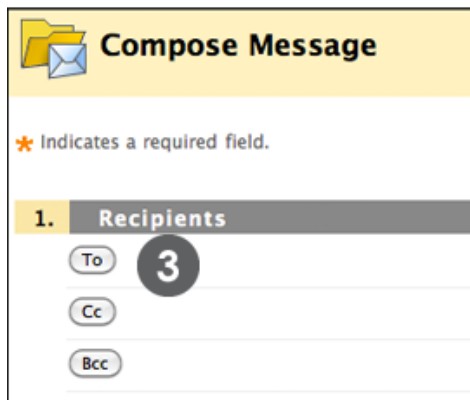 Compose Message
* Indicates a required field.
1. Recipients
To 3
Cc
Bcc